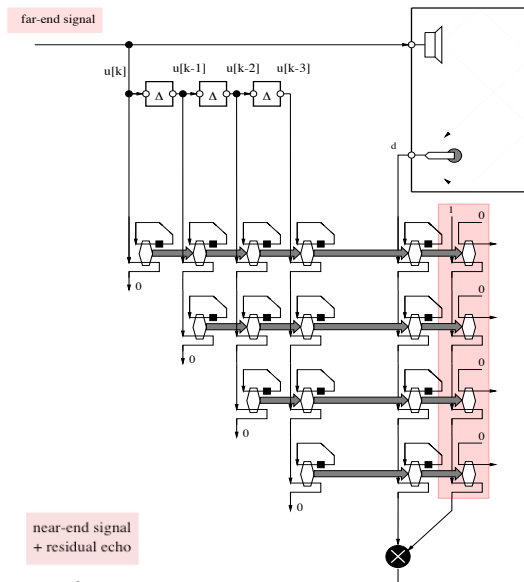 far-end signal
u[k]
u[k-1]
u[k-2]
u[k-3]
Δ
Δ
Δ
d
1
0
0
0
0
0
0
0
0
near-end signal
+ residual echo